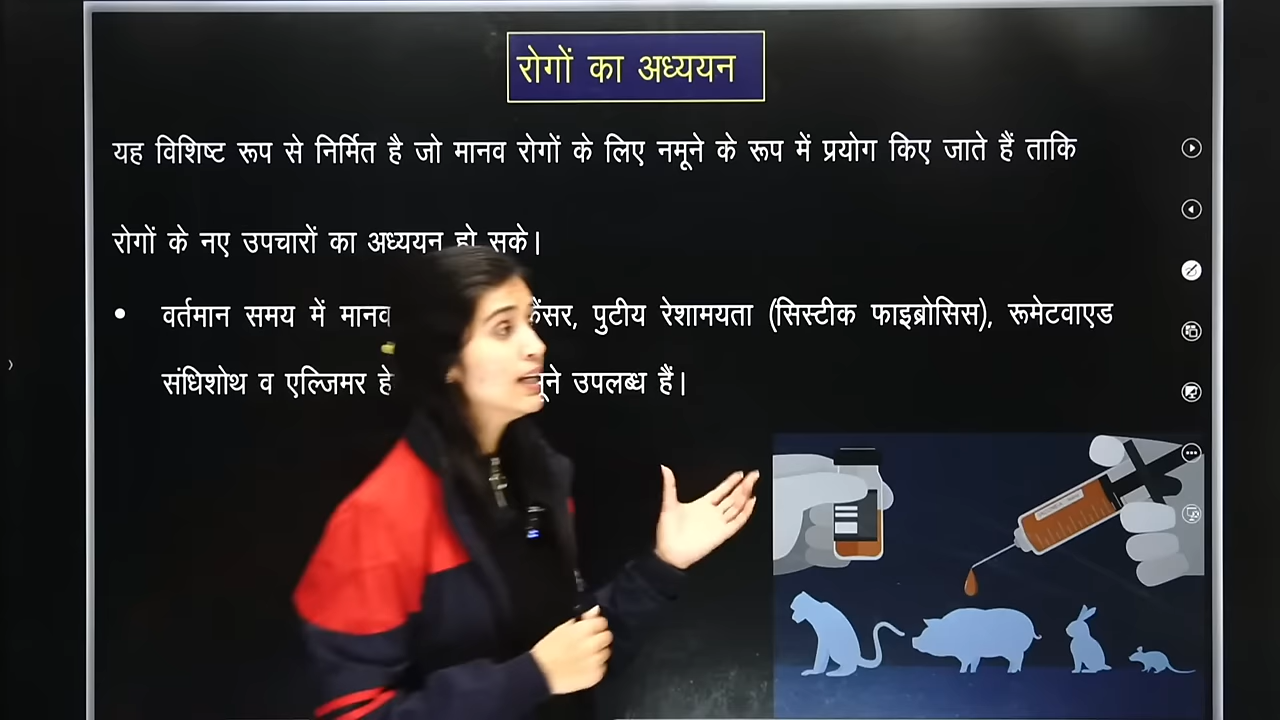 रोगों का अध्ययन
यह विशिष्ट रूप से निर्मित है जो मानव रोगों के लिए नमूने के रूप में प्रयोग किए जाते हैं ताकि
रोगों के नए उपचारों का अध्ययन हो सके|
• वर्तमान समय में मानव कैंसर, पुटीय रेशामयता (सिस्टीक फाइब्रोसिस), रूमेटवाएड
संधिशोथ व एल्जिमर उपलब्ध हैं|